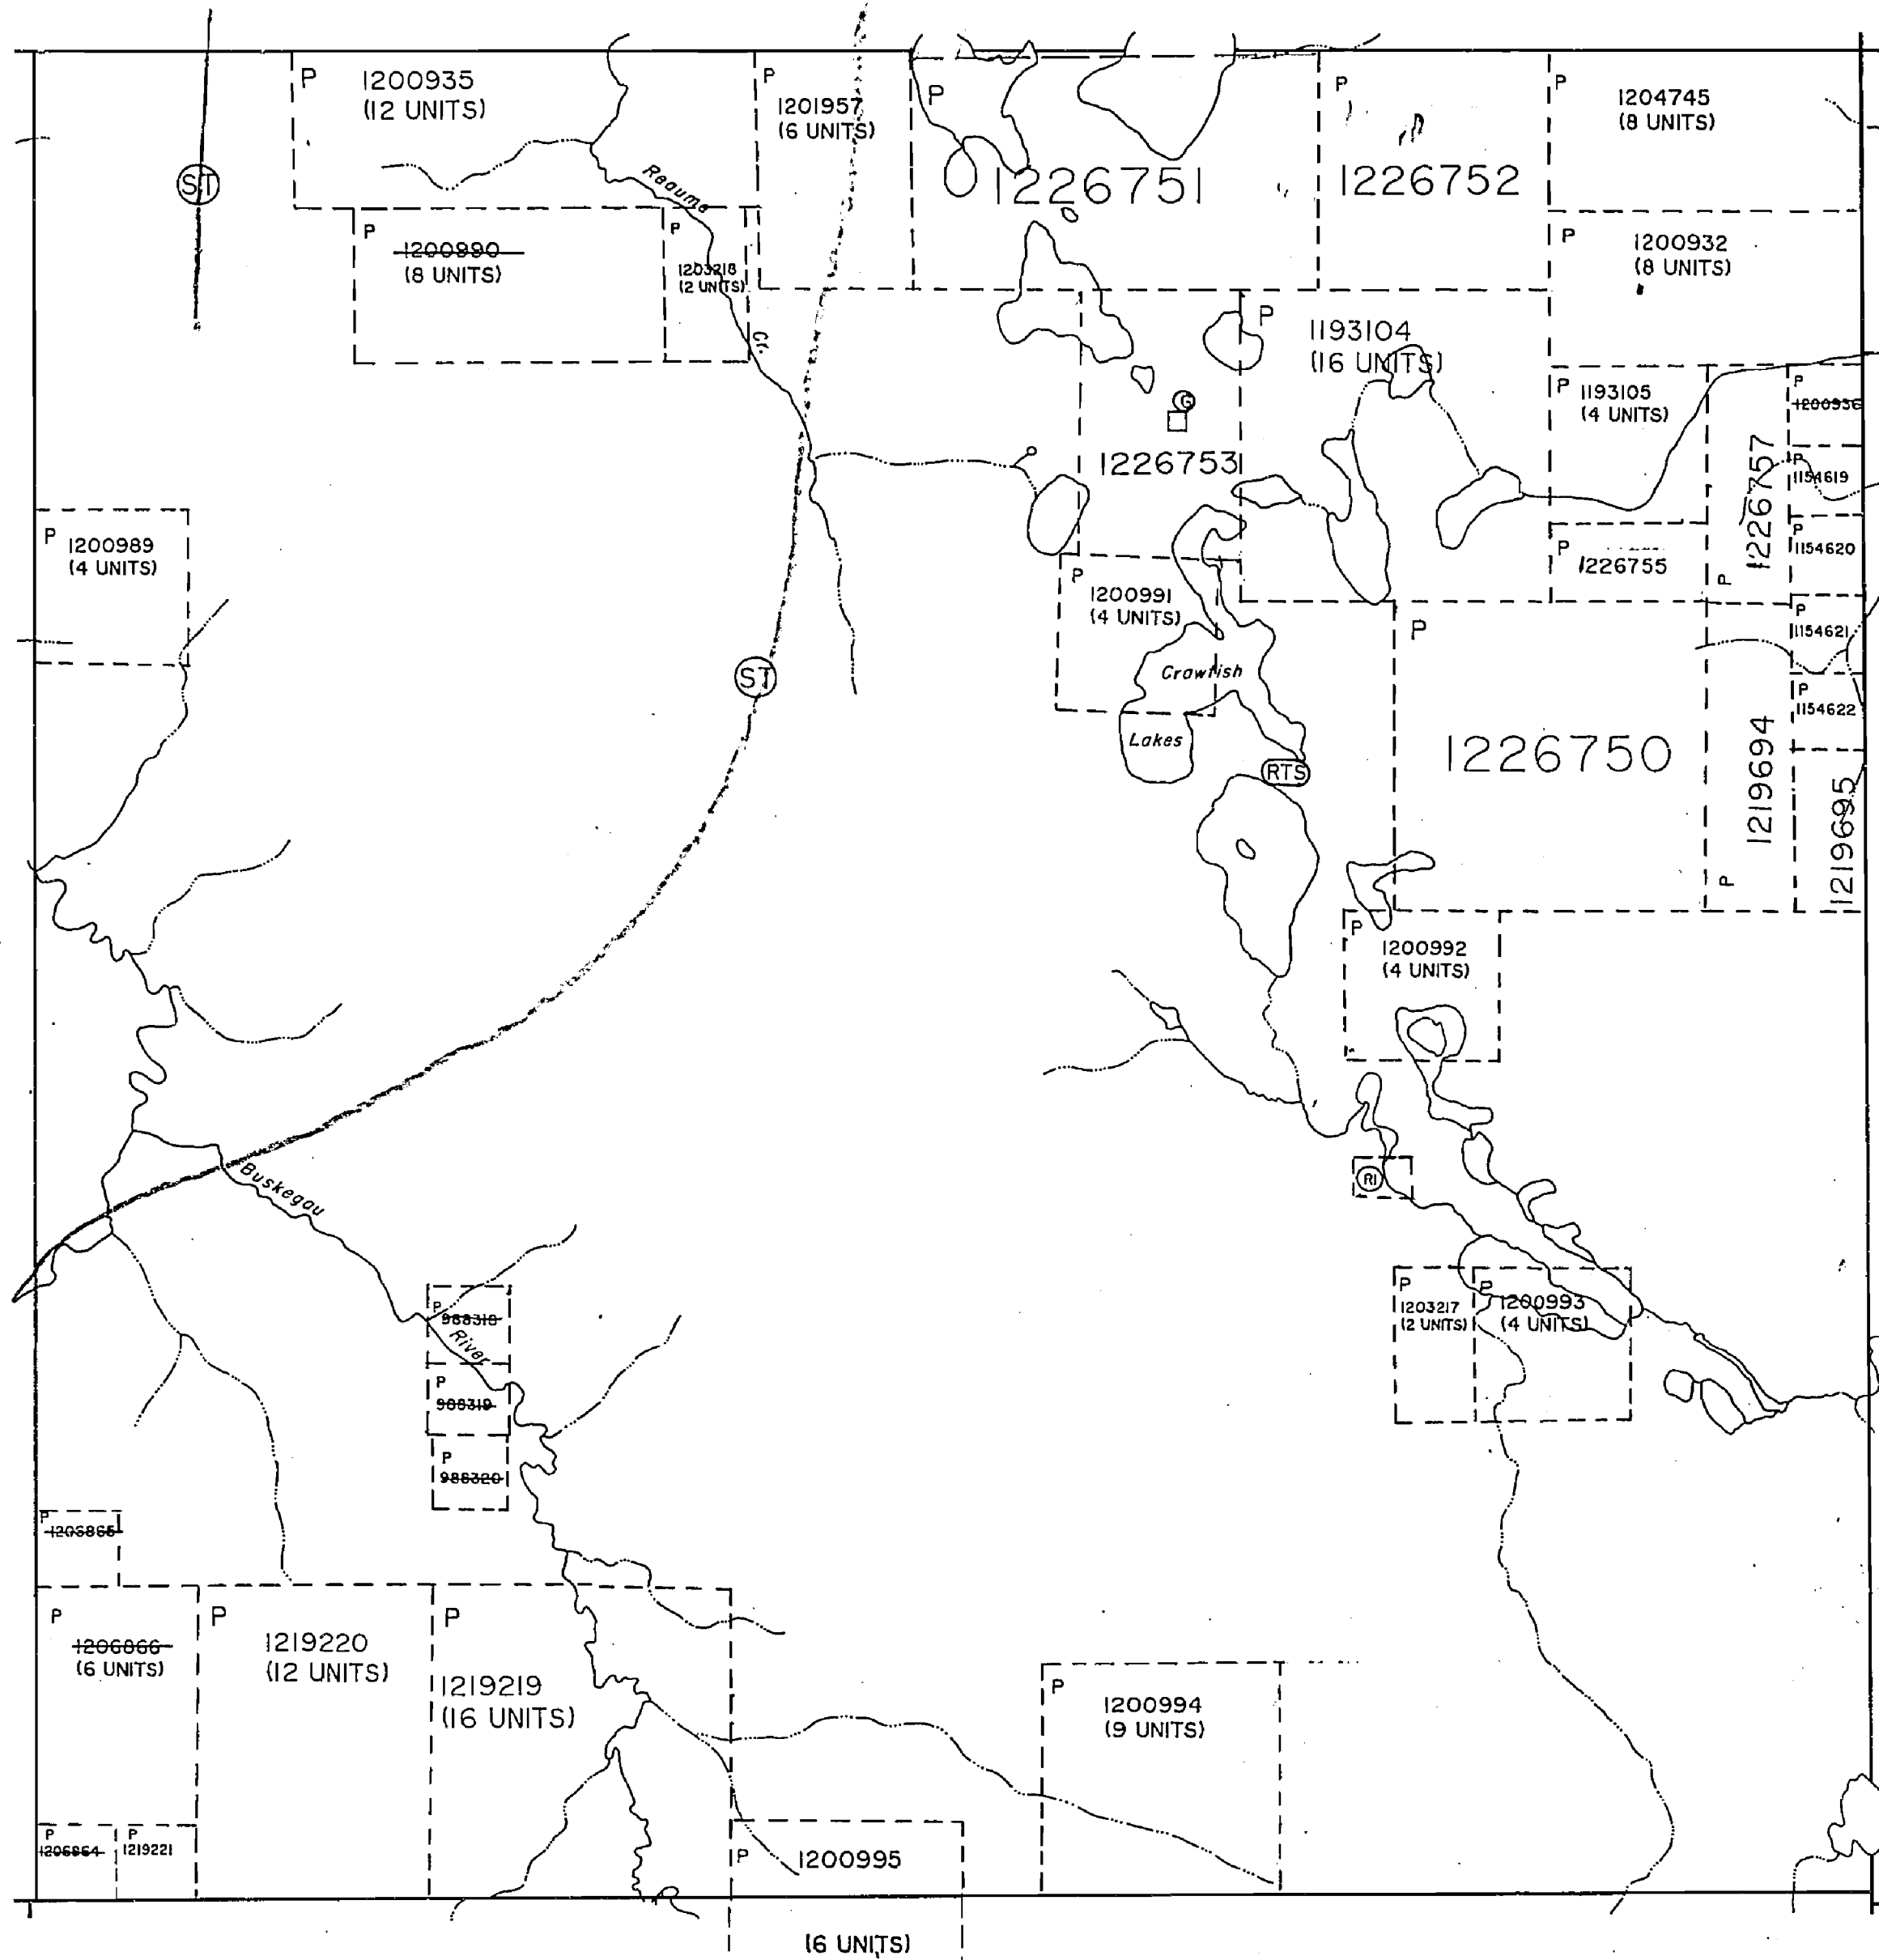 P
1200935
(12 UNITS)
P
1201957
(6 UNITS)
P
1226751
1226752
P
1204745
(8 UNITS)
ST
Reaume
Cr.
P
1200990
(8 UNITS)
P
1203218
(2 UNITS)
P
1200932
(8 UNITS)
P
1193104
(16 UNITS)
P
1193105
(4 UNITS)
1226757
P
P
1200936
P
1154619
P
1154620
P
1154621
P
1154622
G
1226753
P
1200989
(4 UNITS)
P
1226755
P
1200991
(4 UNITS)
P
1226750
ST
Crawfish
Lakes
RTS
1219694
P
1219695
P
1200992
(4 UNITS)
RI
Buskegau
River
P
988318
P
988319
P
988320
P
1203217
(2 UNITS)
P
1200993
(4 UNITS)
P
P
1206866
(6 UNITS)
P
1219220
(12 UNITS)
P
1219219
(16 UNITS)
P
1200994
(9 UNITS)
P
1206864
P
1219221
P
1200995
(6 UNITS)